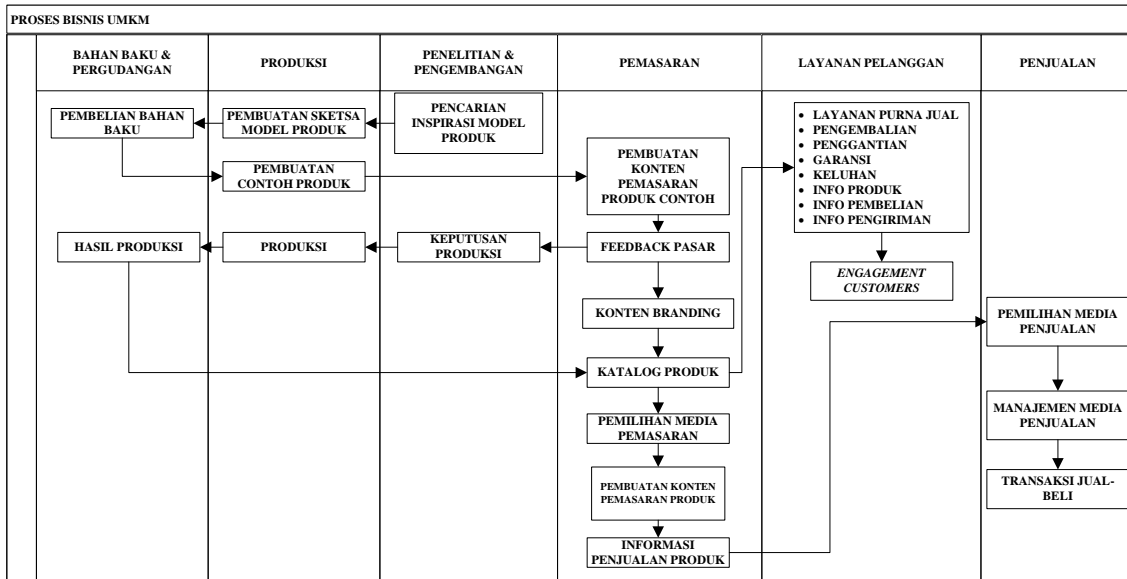 PROSES BISNIS UMKM
BAHAN BAKU &
PERGUDANGAN
PRODUKSI
PENELITIAN &
PENGEMBANGAN
PEMASARAN
LAYANAN PELANGGAN
PENJUALAN
PEMBELIAN BAHAN
BAKU
PEMBUATAN SKETSA
MODEL PRODUK
PENCARIAN
INSPIRASI MODEL
PRODUK
PEMBUATAN
CONTOH PRODUK
PEMBUATAN
KONTEN
PEMASARAN
PRODUK CONTOH
• LAYANAN PURNA JUAL
• PENGEMBALIAN
• PENGGANTIAN
• GARANSI
• KELUHAN
• INFO PRODUK
• INFO PEMBELIAN
• INFO PENGIRIMAN
HASIL PRODUKSI
PRODUKSI
KEPUTUSAN
PRODUKSI
FEEDBACK PASAR
ENGAGEMENT
CUSTOMERS
KONTEN BRANDING
PEMILIHAN MEDIA
PENJUALAN
KATALOG PRODUK
PEMILIHAN MEDIA
PEMASARAN
MANAJEMEN MEDIA
PENJUALAN
PEMBUATAN KONTEN
PEMASARAN PRODUK
TRANSAKSI JUAL-
BELI
INFORMASI
PENJUALAN PRODUK